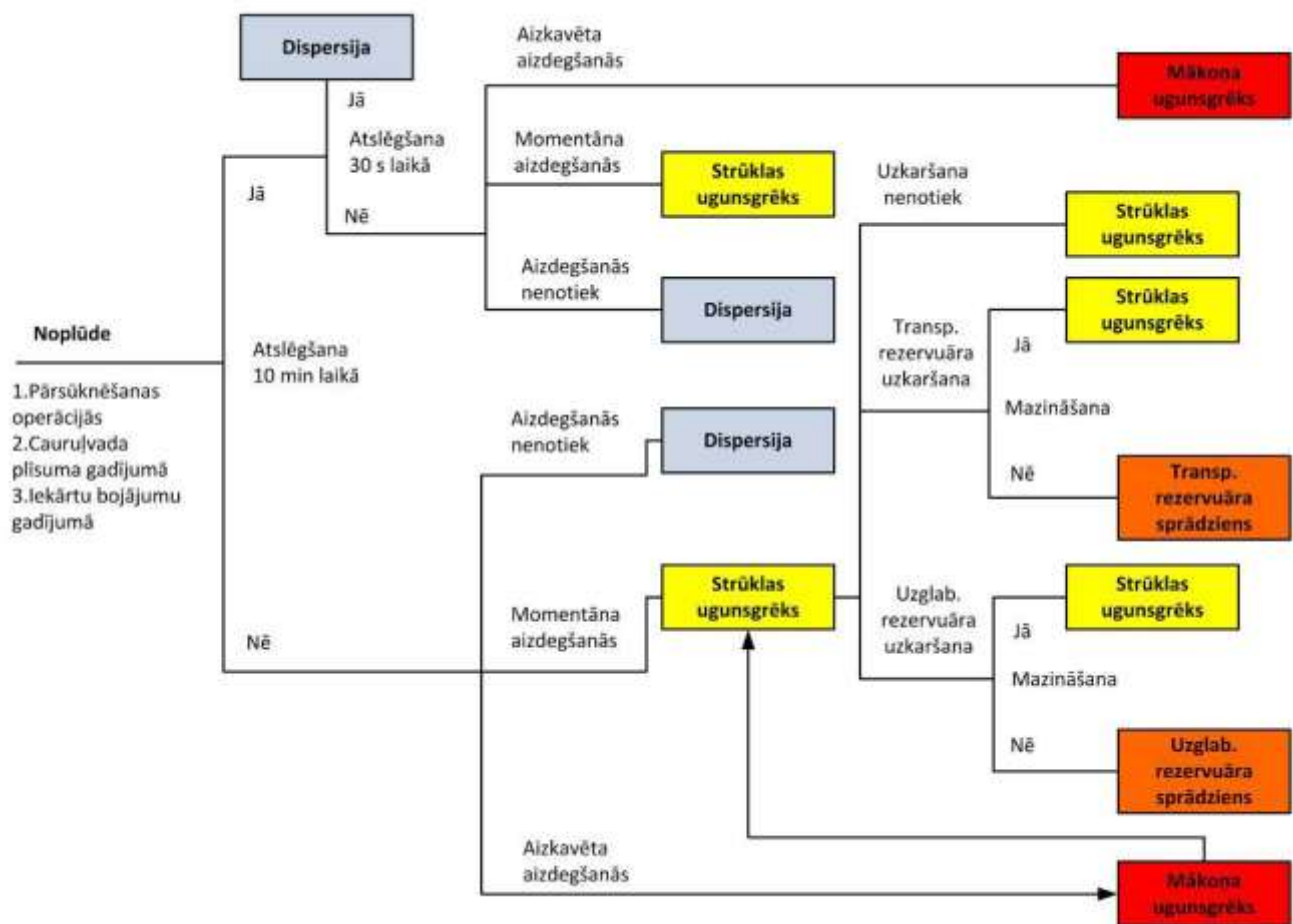 Dispersija
Jā
Atslēgšana
30 s laikā
Nē
Aizkavēta
aizdegšanās
Mākoņa
ugunsgrēks
Momentāna
aizdegšanās
Strūklas
ugunsgrēks
Aizdegšanās
nenotiek
Dispersija
Jā
Noplūde
1.Pārsūknēšanas
operācijās
2.Cauruļvada
plīsuma gadījumā
3.Iekārtu bojājumu
gadījumā
Atslēgšana
10 min laikā
Nē
Aizdegšanās
nenotiek
Dispersija
Momentāna
aizdegšanās
Strūklas
ugunsgrēks
Uzkaršana
nenotiek
Strūklas
ugunsgrēks
Transp.
rezervuāra
uzkaršana
Jā
Strūklas
ugunsgrēks
Mazināšana
Nē
Transp.
rezervuāra
sprādziens
Uzglab.
rezervuāra
uzkaršana
Jā
Strūklas
ugunsgrēks
Mazināšana
Nē
Uzglab.
rezervuāra
sprādziens
Aizkavēta
aizdegšanās
Mākoņa
ugunsgrēks